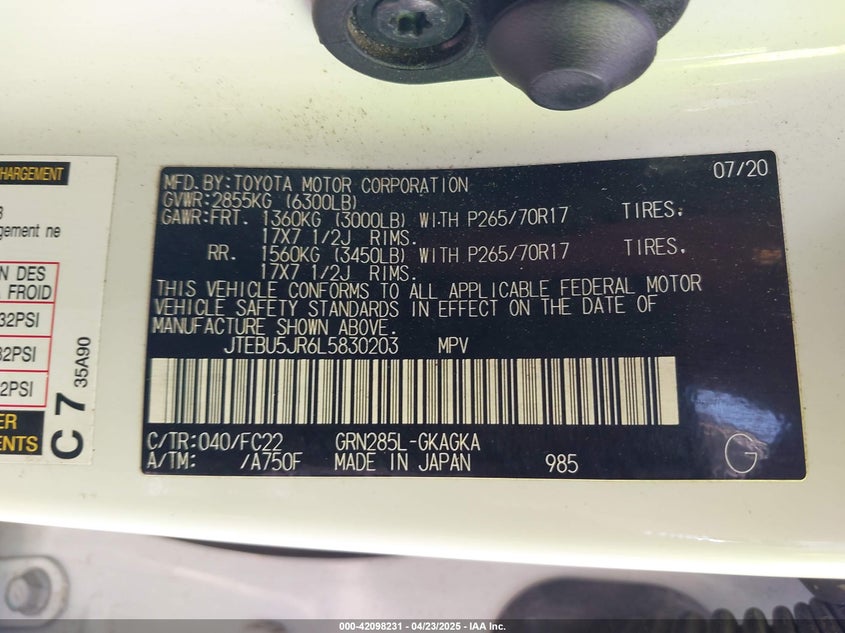 HARGEMENT
gement ne
N DES
FROID
32PSI
32PSI
2PSI
ER
ENTS
C 7
35A90
MFD. BY: TOYOTA MOTOR CORPORATION 07/20
GVWR: 2855KG (6300LB)
GAWR: FRT. 1360KG (3000LB) WITH P265/70R17 TIRES.
17X7 1/2J RIMS.
RR. 1560KG (3450LB) WITH P265/70R17 TIRES.
17X7 1/2J RIMS.
THIS VEHICLE CONFORMS TO ALL APPLICABLE FEDERAL MOTOR
VEHICLE SAFETY STANDARDS IN EFFECT ON THE DATE OF
MANUFACTURE SHOWN ABOVE.
JTEBU5JR6L5830203 MPV
C/TR: 040/FC22 GRN285L-GKAGKA
A/TM: /A750F MADE IN JAPAN 985 G
000-42098231 - 04/23/2025 - IAA Inc.